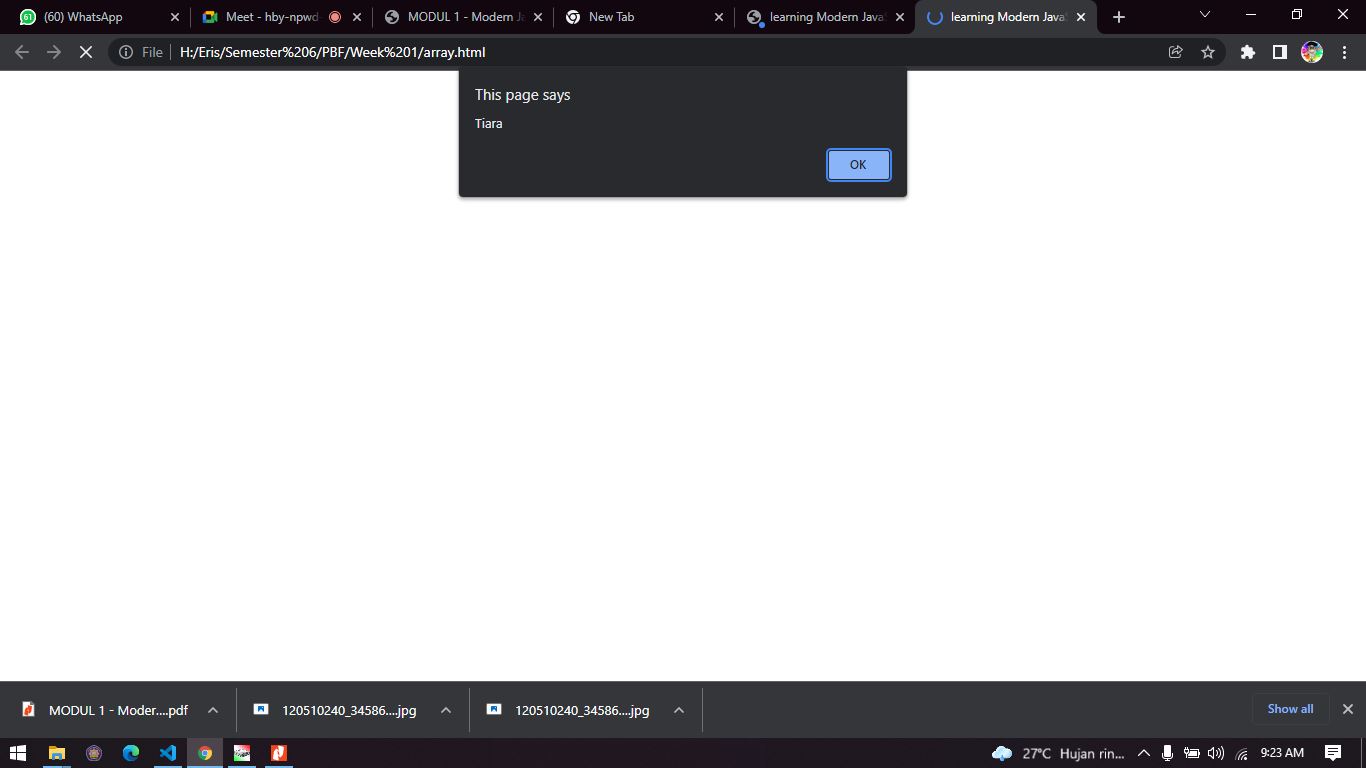 61 (60) WhatsApp
Meet - hby-npwd
MODUL 1 - Modern Ja
New Tab
learning Modern JavaS
learning Modern JavaS
File H:/Eris/Semester%206/PBF/Week%201/array.html
This page says
Tiara
OK
MODUL 1 - Moder....pdf
120510240_34586....jpg
120510240_34586....jpg
Show all
27°C Hujan rin... 9:23 AM